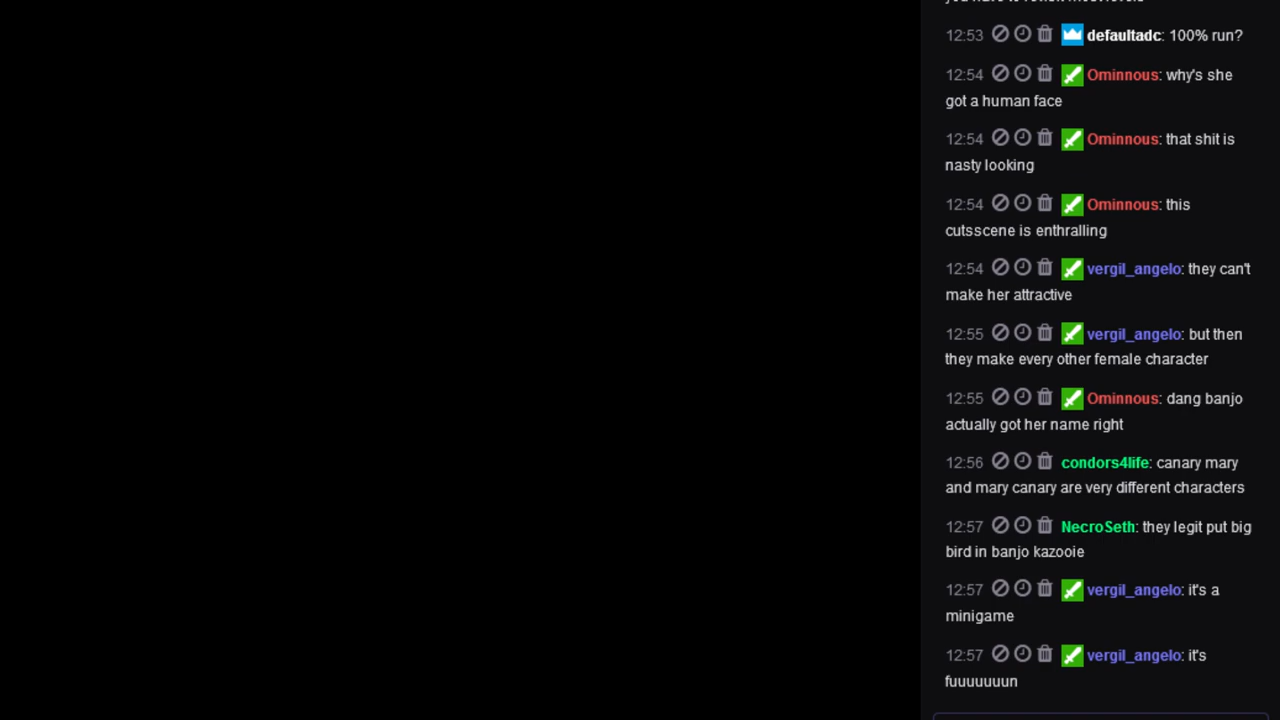 12:53 defaultadc: 100% run?
12:54 Ominnous: why's she
got a human face
12:54 Ominnous: that shit is
nasty looking
12:54 Ominnous: this
cutsscene is enthralling
12:54 vergil_angelo: they can't
make her attractive
12:55 vergil_angelo: but then
they make every other female character
12:55 Ominnous: dang banjo
actually got her name right
12:56 condors4life: canary mary
and mary canary are very different characters
12:57 NecroSeth: they legit put big
bird in banjo kazooie
12:57 vergil_angelo: it's a
minigame
12:57 vergil_angelo: it's
fuuuuuuun